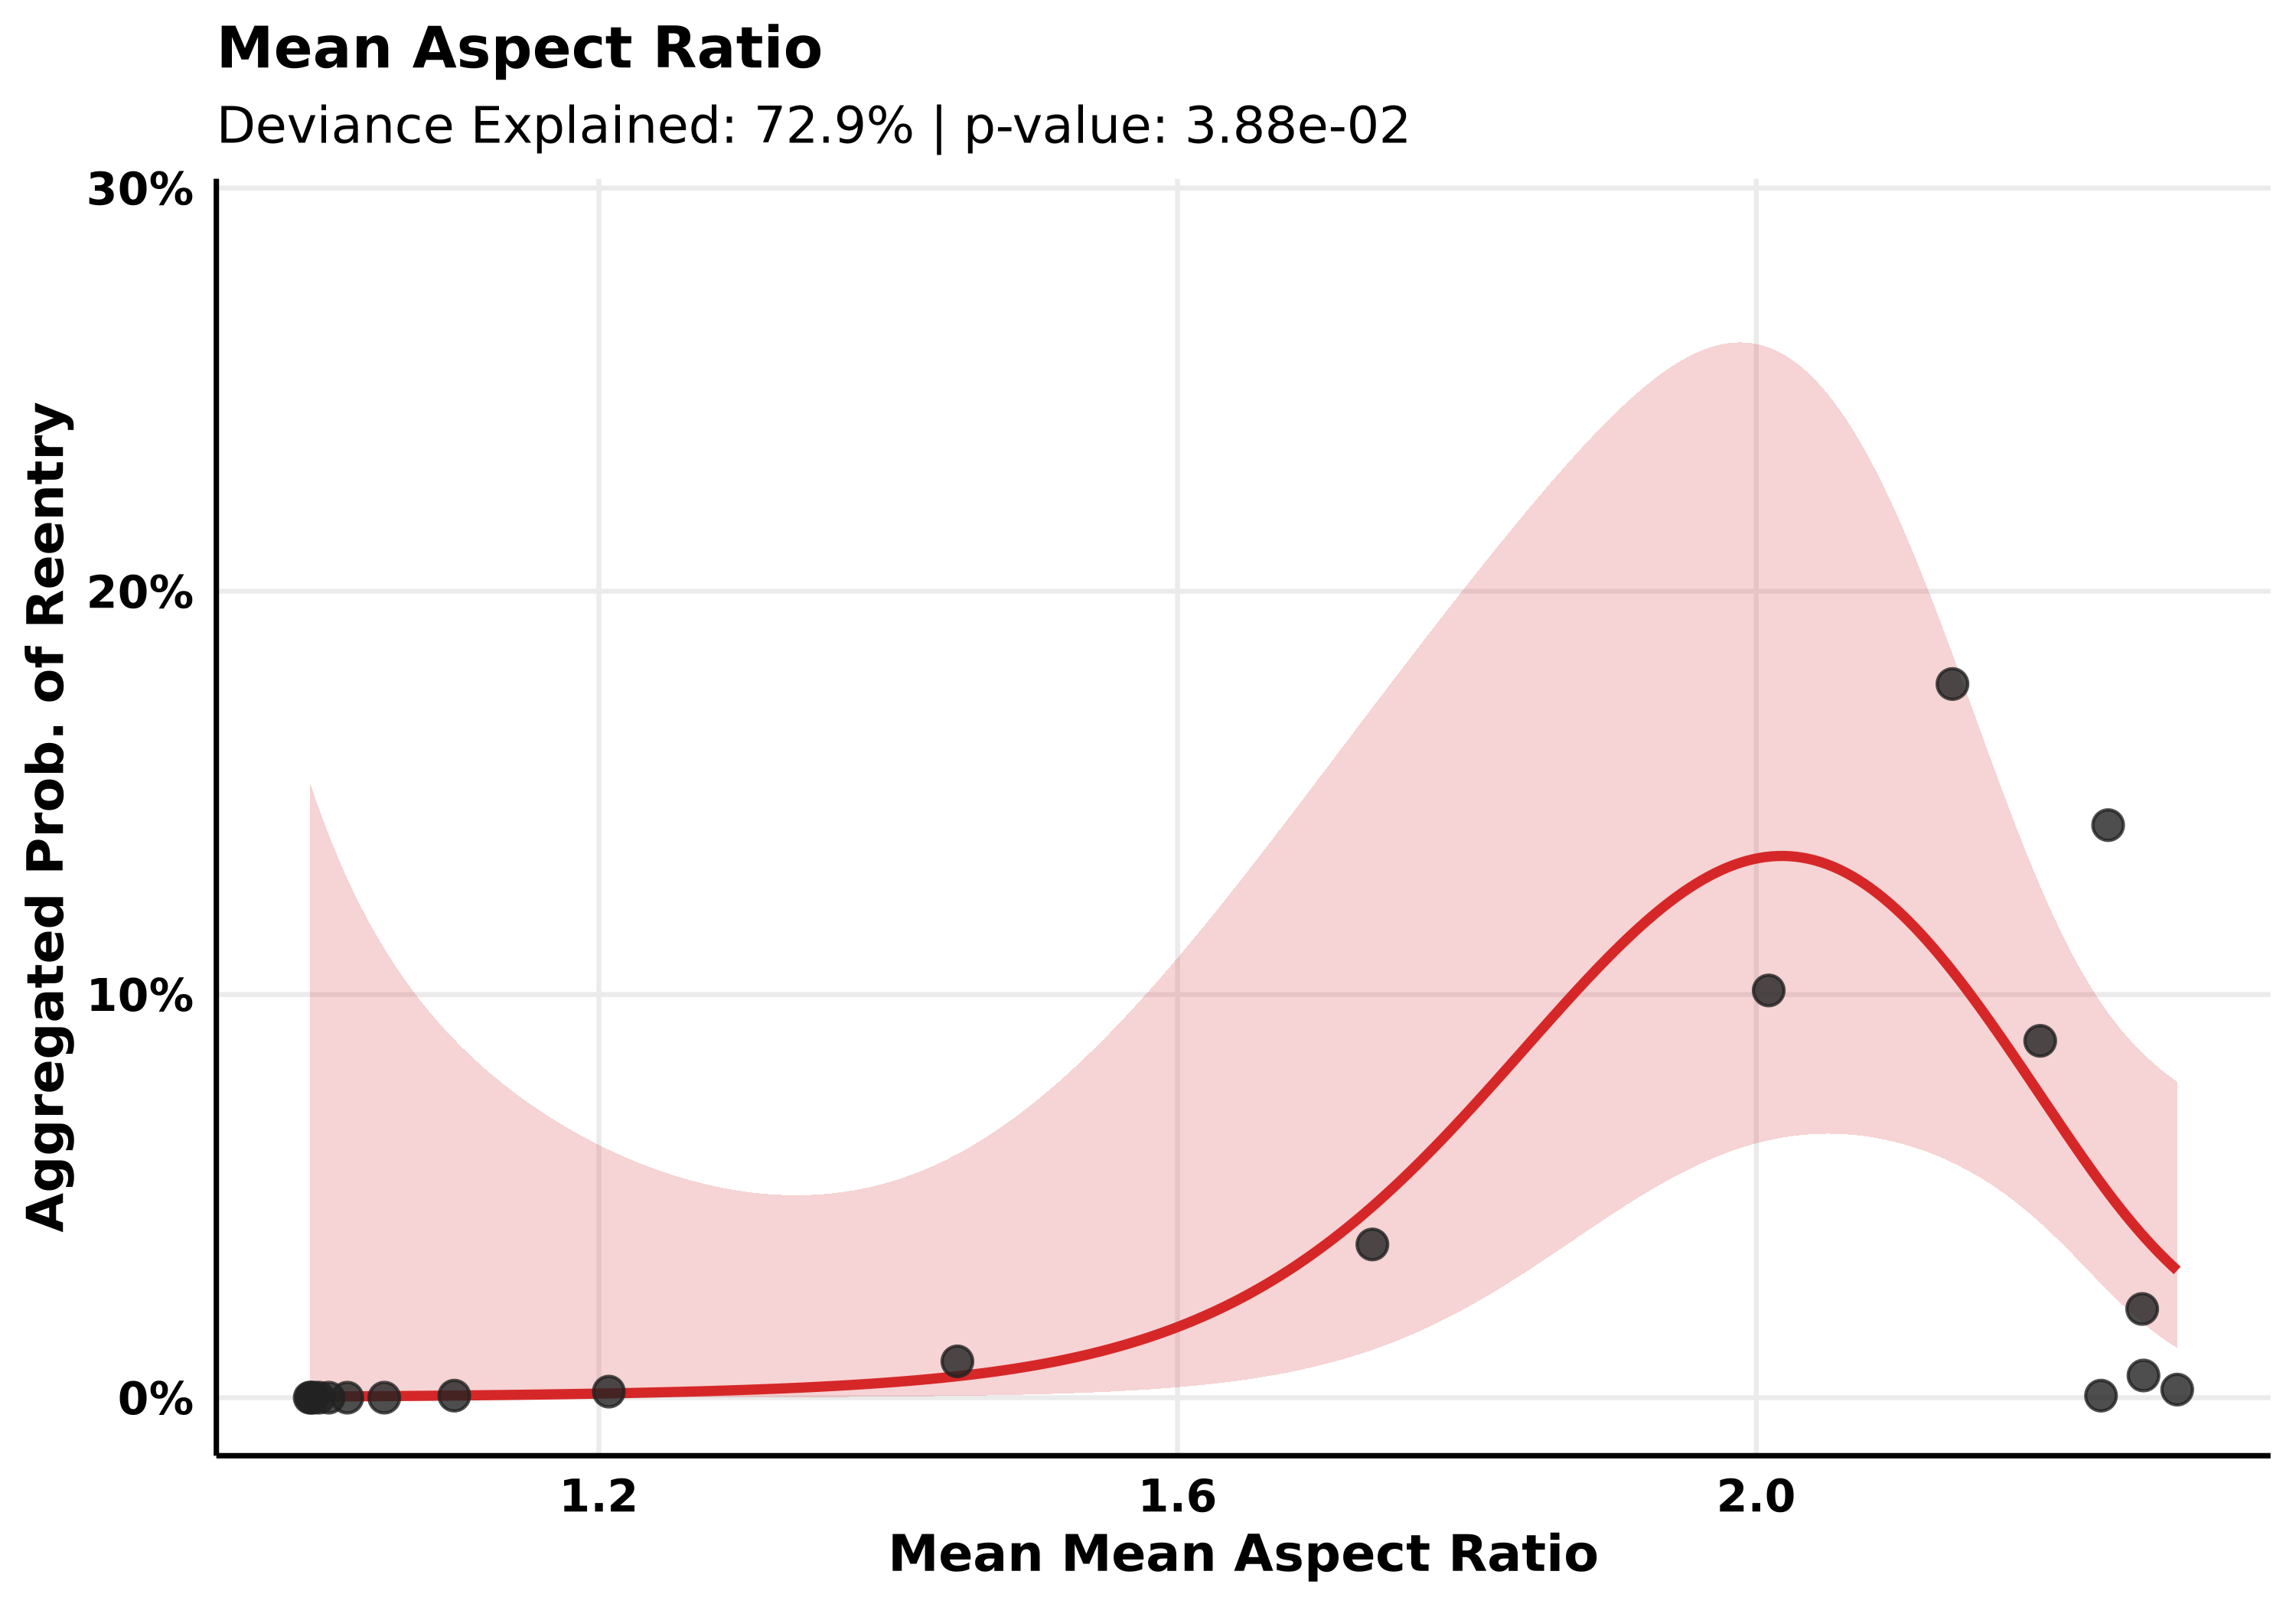 Mean Aspect Ratio
Deviance Explained: 72.9% | p-value: 3.88e-02
Aggregated Prob. of Reentry
30%
20%
10%
0%
1.2
1.6
2.0
Mean Mean Aspect Ratio